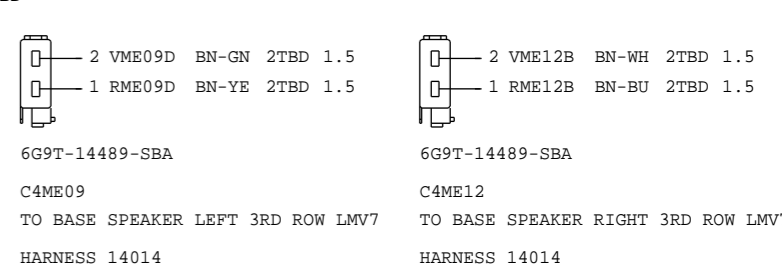 2 VME09D BN-GN 2TBD 1.5
1 RME09D BN-YE 2TBD 1.5
6G9T-14489-SBA
C4ME09
TO BASE SPEAKER LEFT 3RD ROW LMV7
HARNESS 14014
2 VME12B BN-WH 2TBD 1.5
1 RME12B BN-BU 2TBD 1.5
6G9T-14489-SBA
C4ME12
TO BASE SPEAKER RIGHT 3RD ROW LMV7
HARNESS 14014